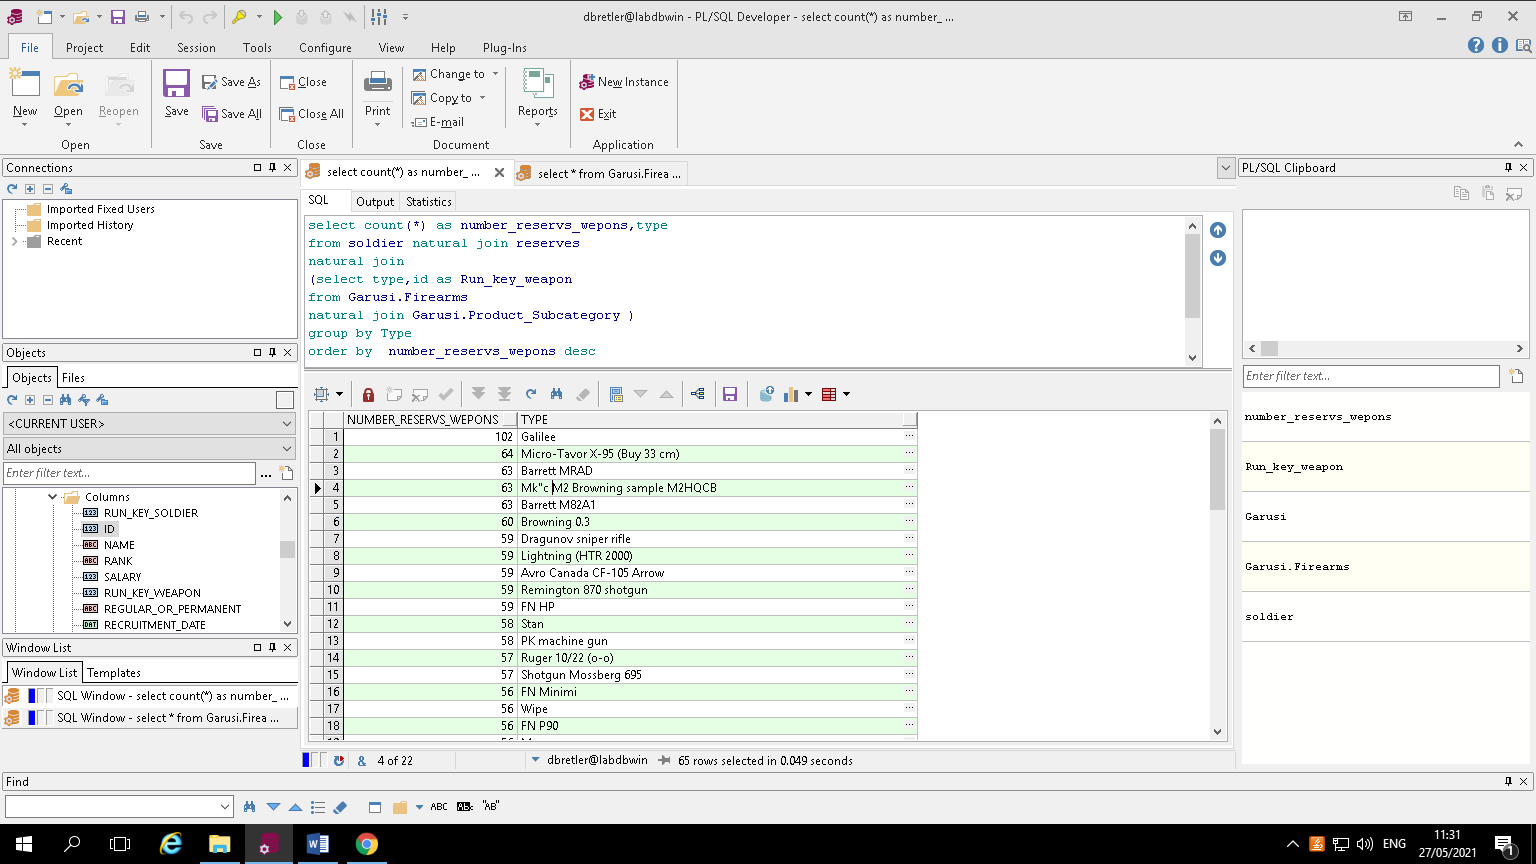 dbretler@labdbwin - PL/SQL Developer - select count(*) as number_ ...
File Project Edit Session Tools Configure View Help Plug-Ins
New Open Reopen Save Save As Save All Close Close All Print Change to Copy to E-mail Reports New Instance Exit
Open Save Close Document Application
Connections
Imported Fixed Users
Imported History
Recent
Objects
Objects Files
<CURRENT USER>
All objects
Enter filter text...
...
Columns
RUN_KEY_SOLDIER
ID
NAME
RANK
SALARY
RUN_KEY_WEAPON
REGULAR_OR_PERMANENT
RECRUITMENT_DATE
Window List
Window List Templates
SQL Window - select count(*) as number_ ...
SQL Window - select * from Garusi.Firea ...
select count(*) as number_ ... select * from Garusi.Firea ...
SQL Output Statistics
select count(*) as number_reservs_wepons,type
from soldier natural join reserves
natural join
(select type,id as Run_key_weapon
from Garusi.Firearms
natural join Garusi.Product_Subcategory )
group by Type
order by number_reservs_wepons desc
NUMBER_RESERVS_WEPONS TYPE
1 102 Galilee
2 64 Micro-Tavor X-95 (Buy 33 cm)
3 63 Barrett MRAD
4 63 Mk"c M2 Browning sample M2HQCB
5 63 Barrett M82A1
6 60 Browning 0.3
7 59 Dragunov sniper rifle
8 59 Lightning (HTR 2000)
9 59 Avro Canada CF-105 Arrow
10 59 Remington 870 shotgun
11 59 FN HP
12 58 Stan
13 58 PK machine gun
14 57 Ruger 10/22 (o-o)
15 57 Shotgun Mossberg 695
16 56 FN Minimi
17 56 Wipe
18 56 FN P90
& 4 of 22 dbretler@labdbwin 65 rows selected in 0.049 seconds
PL/SQL Clipboard
Enter filter text...
number_reservs_wepons
Run_key_weapon
Garusi
Garusi.Firearms
soldier
Find
ABC AB: "AB"
ENG
11:31
27/05/2021
1